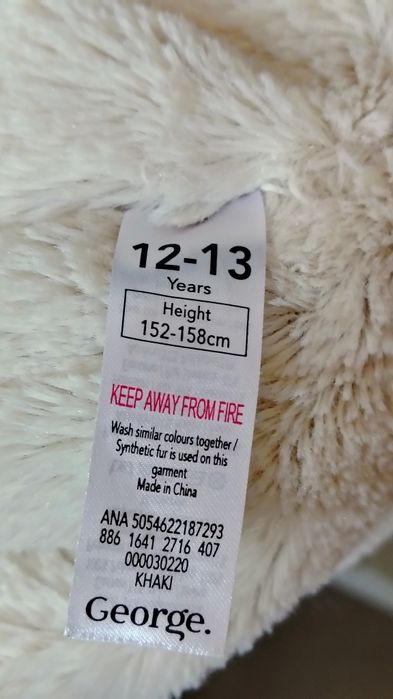 12-13
Years
Height
152-158cm
KEEP AWAY FROM FIRE
Wash similar colours together /
Synthetic fur is used on this
garment
Made in China
ANA 5054622187293
886 1641 2716 407
000030220
KHAKI
George.